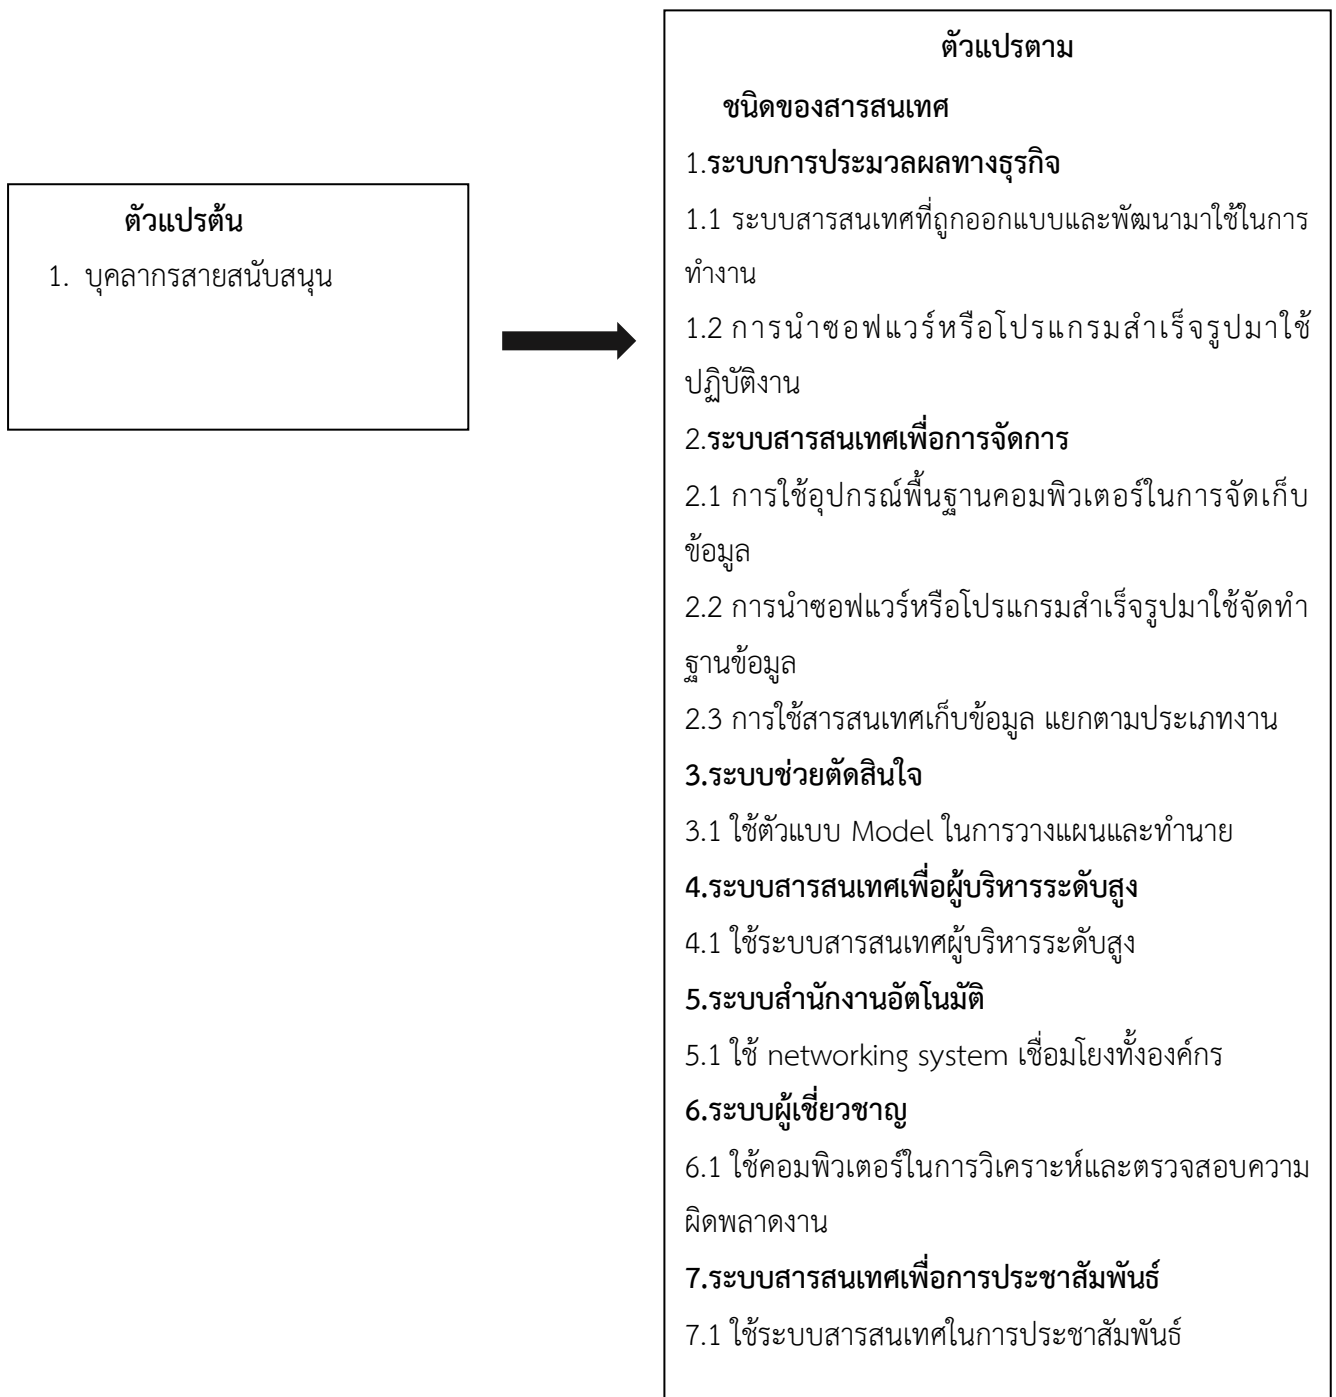 ตัวแปรต้น
1. บุคลากรสายสนับสนุน
ตัวแปรตาม
ชนิดของสารสนเทศ
1.ระบบการประมวลผลทางธุรกิจ
1.1 ระบบสารสนเทศที่ถูกออกแบบและพัฒนามาใช้ในการ
ทำงาน
1.2 การนำซอฟแวร์หรือโปรแกรมสำเร็จรูปมาใช้
ปฏิบัติงาน
2.ระบบสารสนเทศเพื่อการจัดการ
2.1 การใช้อุปกรณ์พื้นฐานคอมพิวเตอร์ในการจัดเก็บ
ข้อมูล
2.2 การนำซอฟแวร์หรือโปรแกรมสำเร็จรูปมาใช้จัดทำ
ฐานข้อมูล
2.3 การใช้สารสนเทศเก็บข้อมูล แยกตามประเภทงาน
3.ระบบช่วยตัดสินใจ
3.1 ใช้ตัวแบบ Model ในการวางแผนและทำนาย
4.ระบบสารสนเทศเพื่อผู้บริหารระดับสูง
4.1 ใช้ระบบสารสนเทศผู้บริหารระดับสูง
5.ระบบสำนักงานอัตโนมัติ
5.1 ใช้ networking system เชื่อมโยงทั้งองค์กร
6.ระบบผู้เชี่ยวชาญ
6.1 ใช้คอมพิวเตอร์ในการวิเคราะห์และตรวจสอบความ
ผิดพลาดงาน
7.ระบบสารสนเทศเพื่อการประชาสัมพันธ์
7.1 ใช้ระบบสารสนเทศในการประชาสัมพันธ์